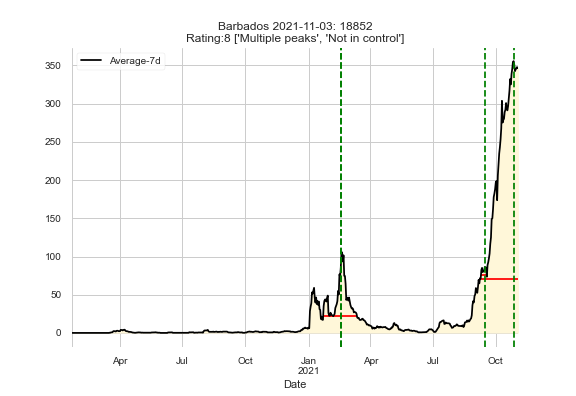 Barbados 2021-11-03: 18852
Rating:8 ['Multiple peaks', 'Not in control']
Average-7d
350
300
250
200
150
100
50
0
Apr Jul Oct Jan Apr Jul Oct
2021
Date